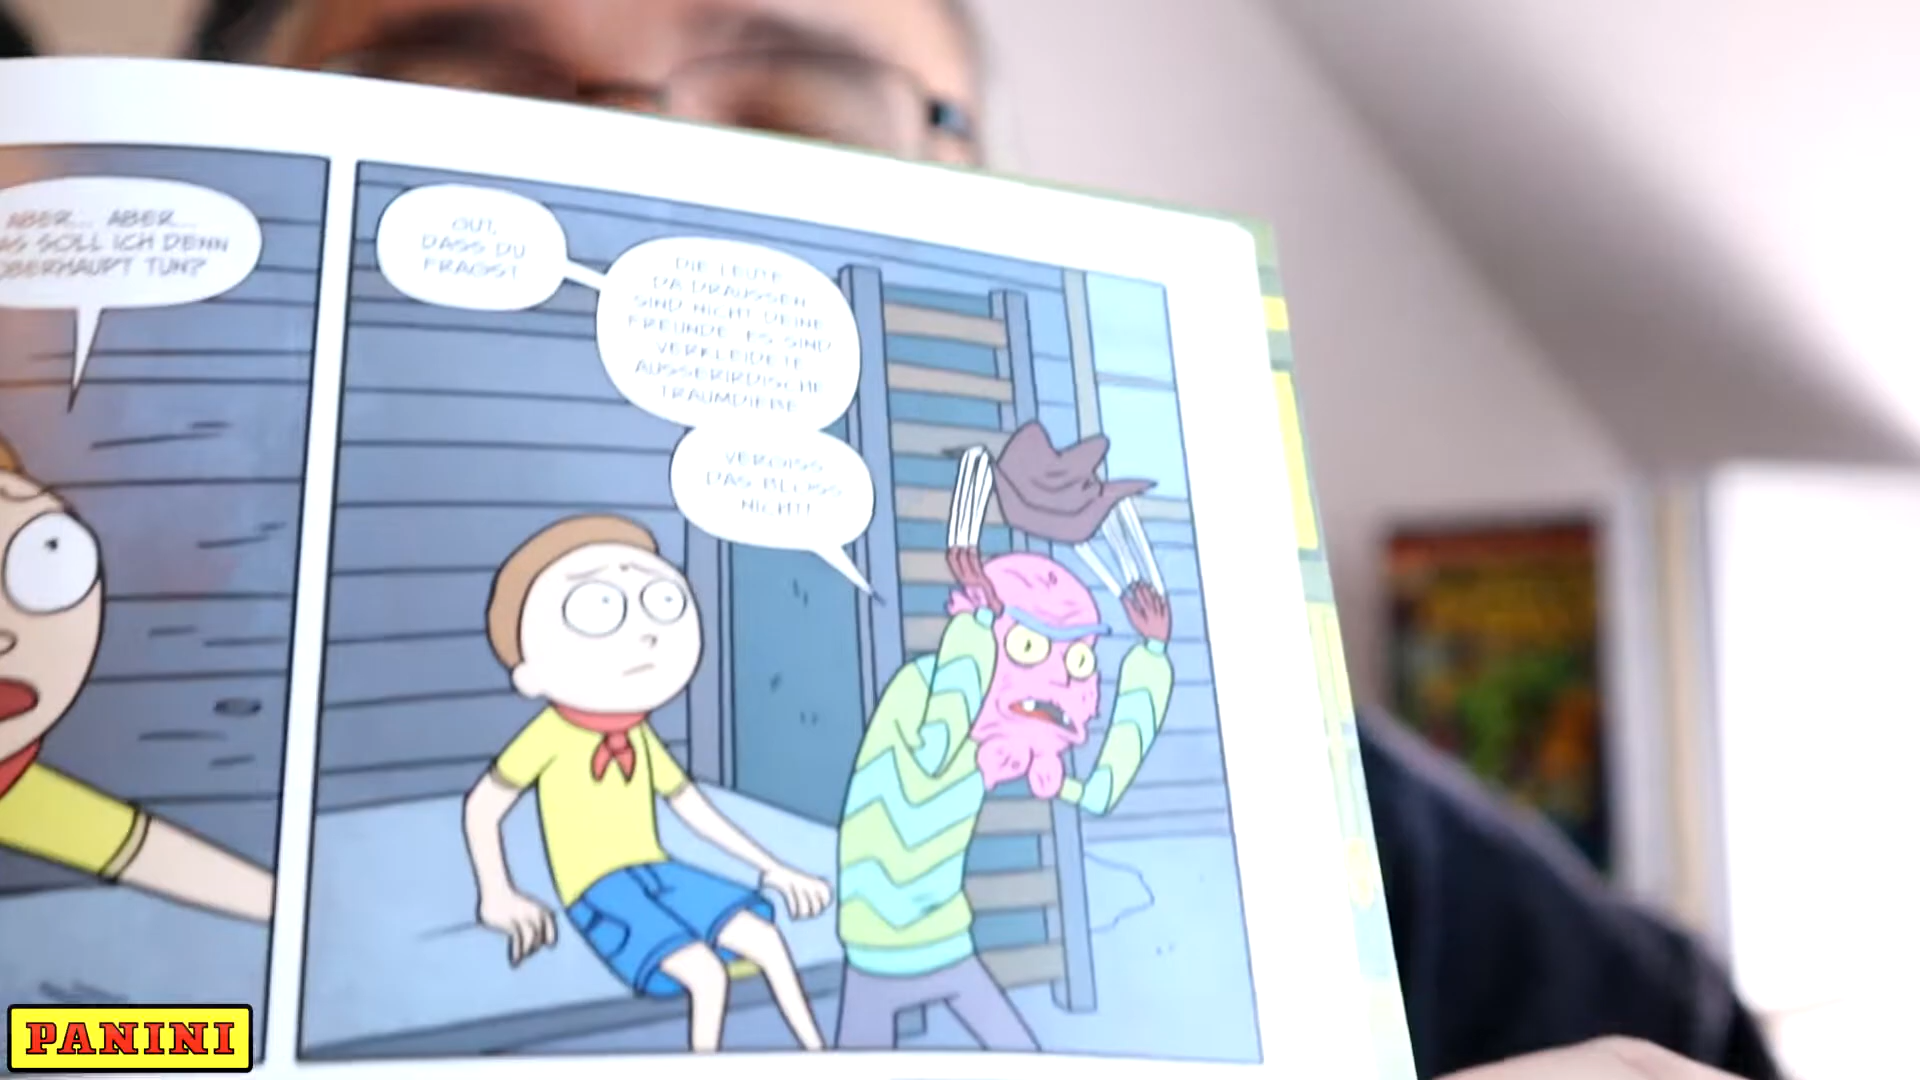 ABER... ABER...
SOLL ICH DENN
ÜBERHAUPT TUN?
GUT,
DASS DU
FRAGST.
DIE LEUTE
DA DRAUSSEN
SIND NICHT DEINE
FREUNDE. ES SIND
VERKLEIDETE
AUSSERIRDISCHE
TRAUMDIEBE.
VERGISS
DAS BLOSS
NICHT!
PANINI